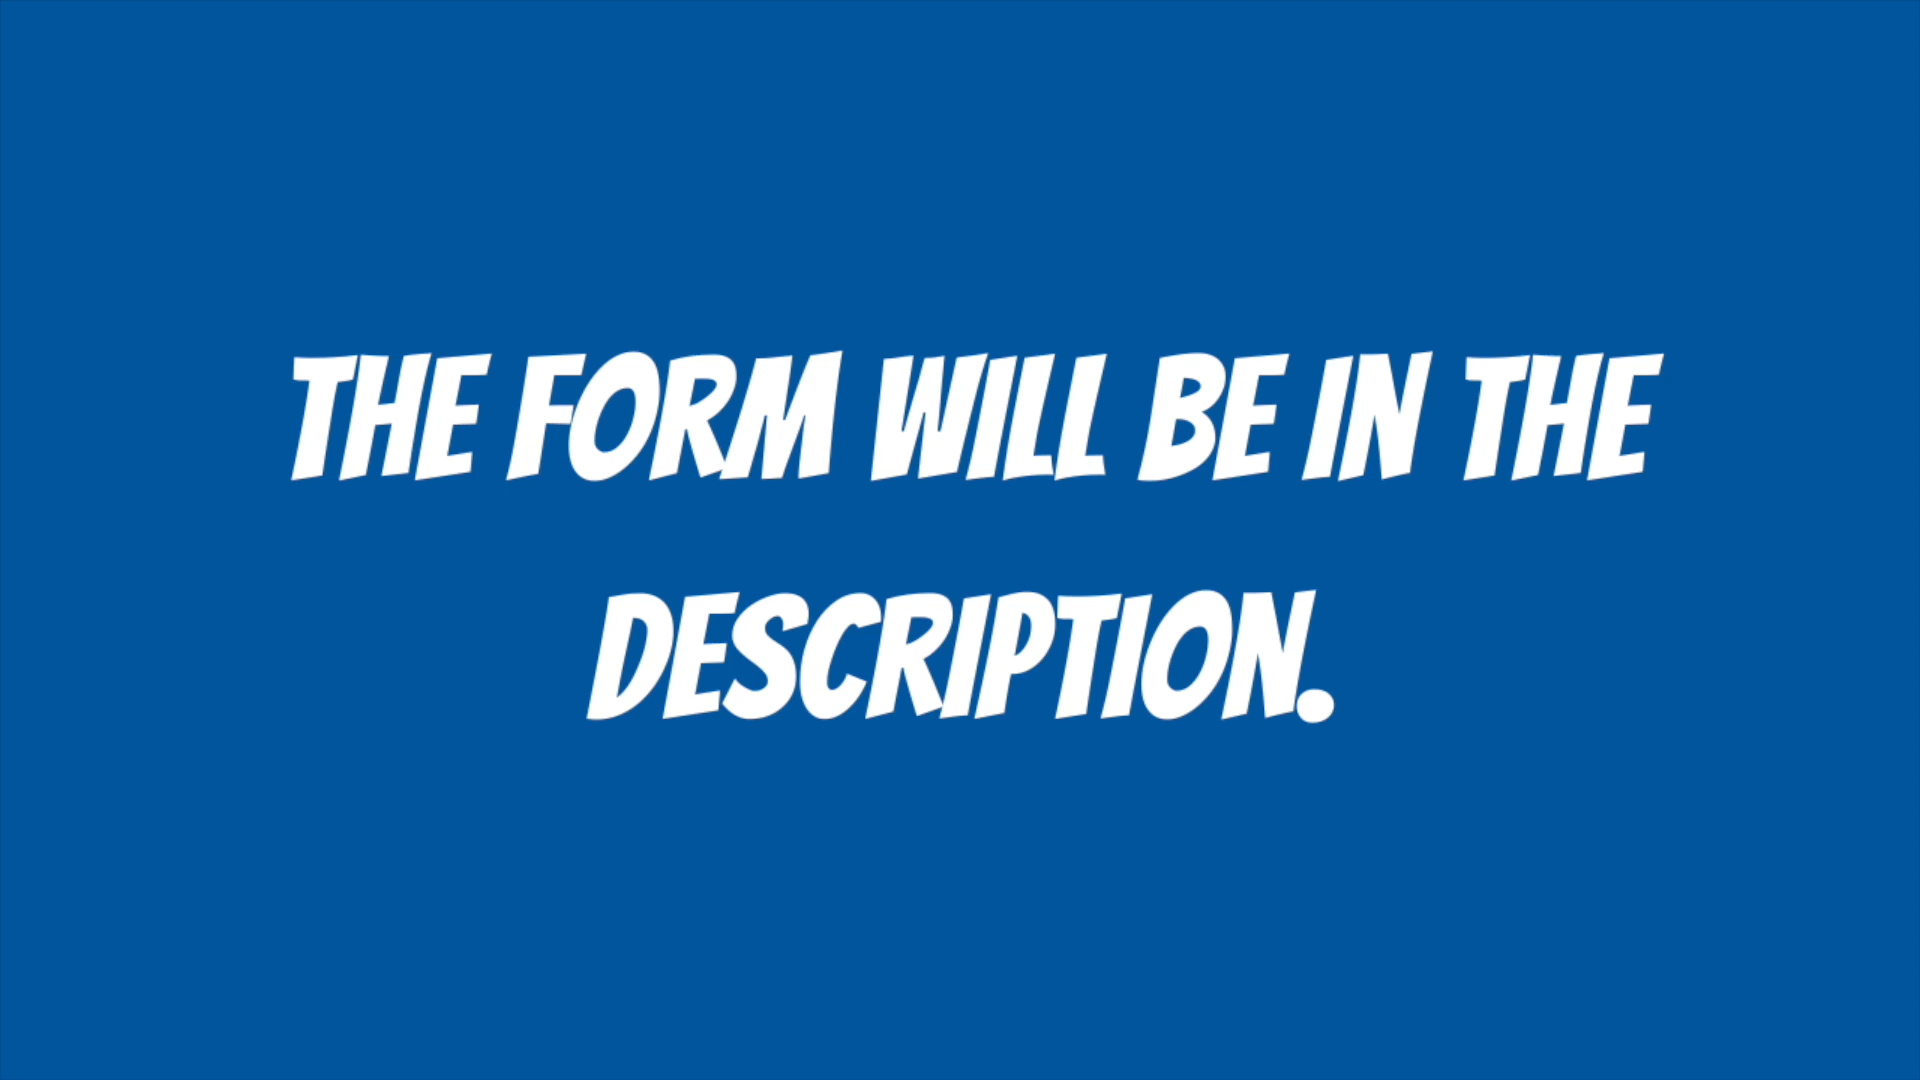 THE FORM WILL BE IN THE
DESCRIPTION.